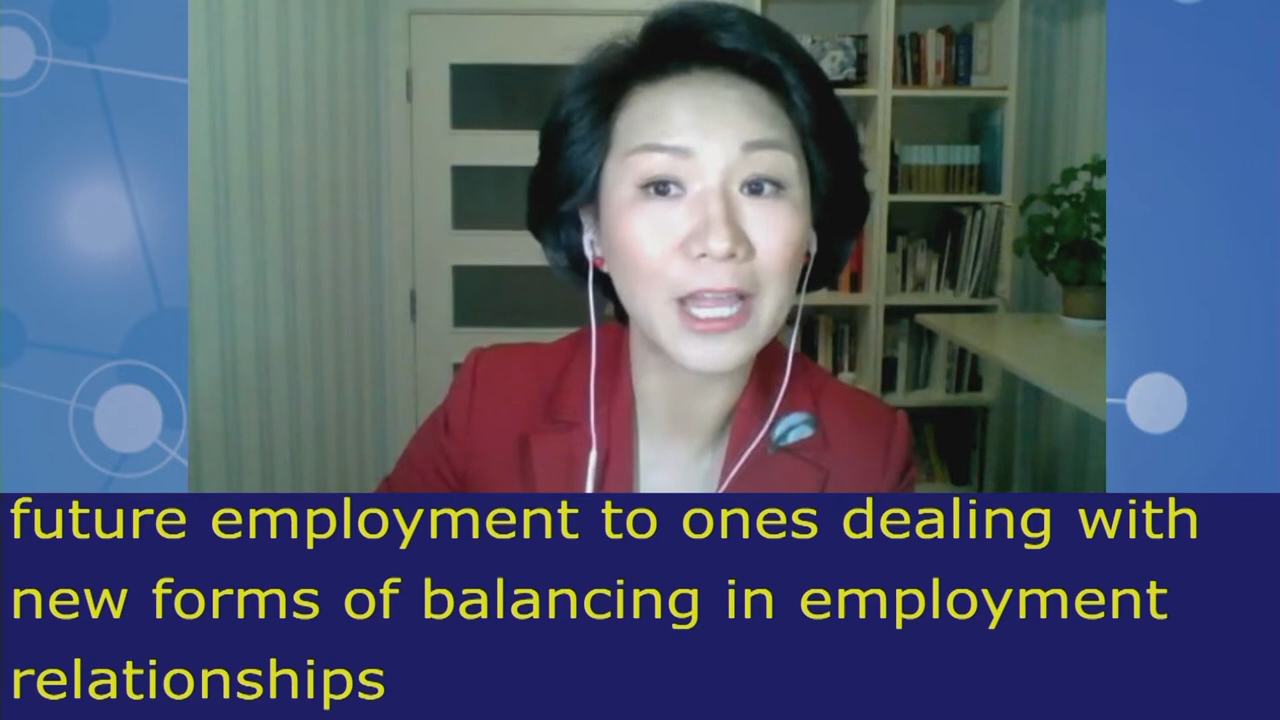 future employment to ones dealing with
new forms of balancing in employment
relationships